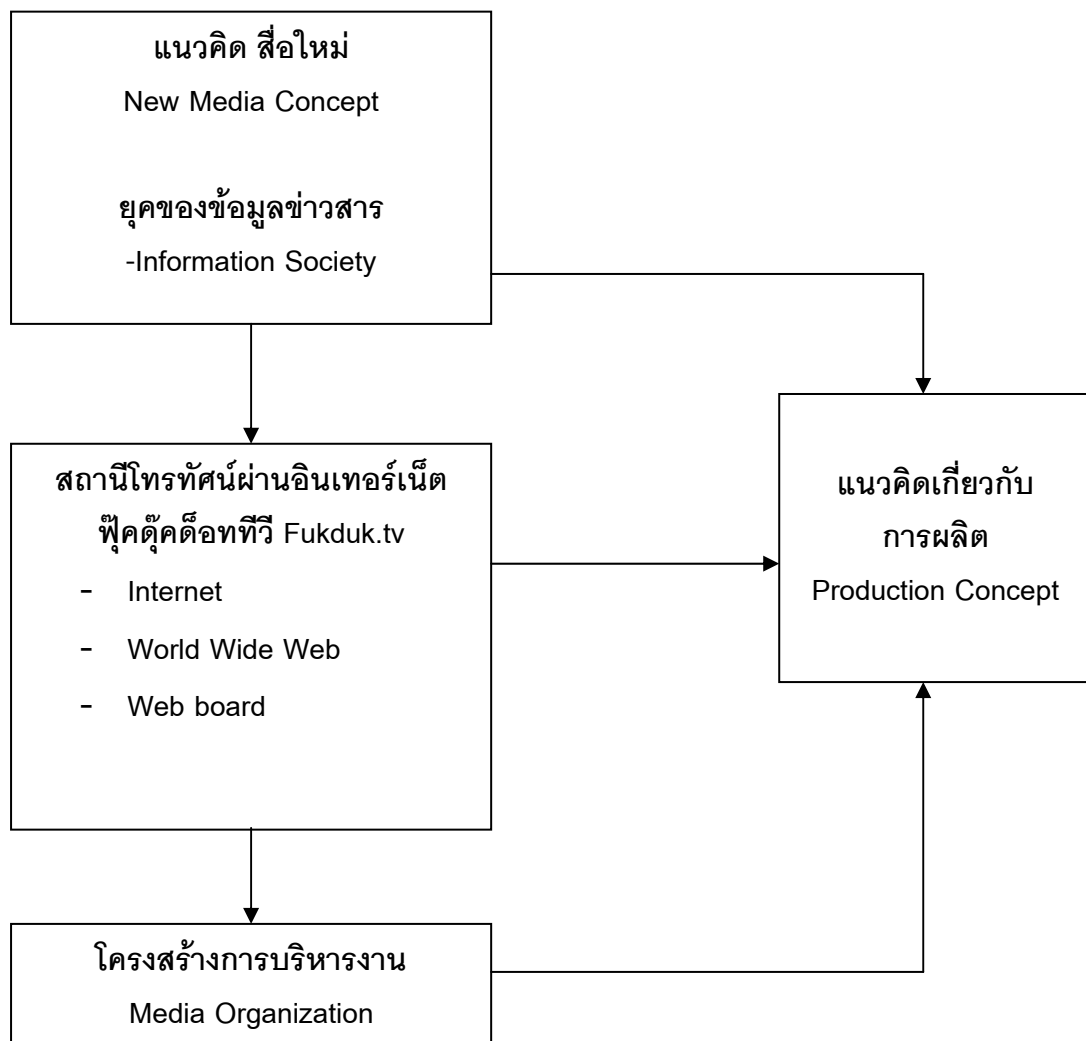 แนวคิด สื่อใหม่
New Media Concept
ยุคของข้อมูลข่าวสาร
-Information Society
สถานีโทรทัศน์ผ่านอินเทอร์เน็ต
ฟุ๊คดุ๊คด็อททีวี Fukduk.tv
- Internet
- World Wide Web
- Web board
แนวคิดเกี่ยวกับ
การผลิต
Production Concept
โครงสร้างการบริหารงาน
Media Organization